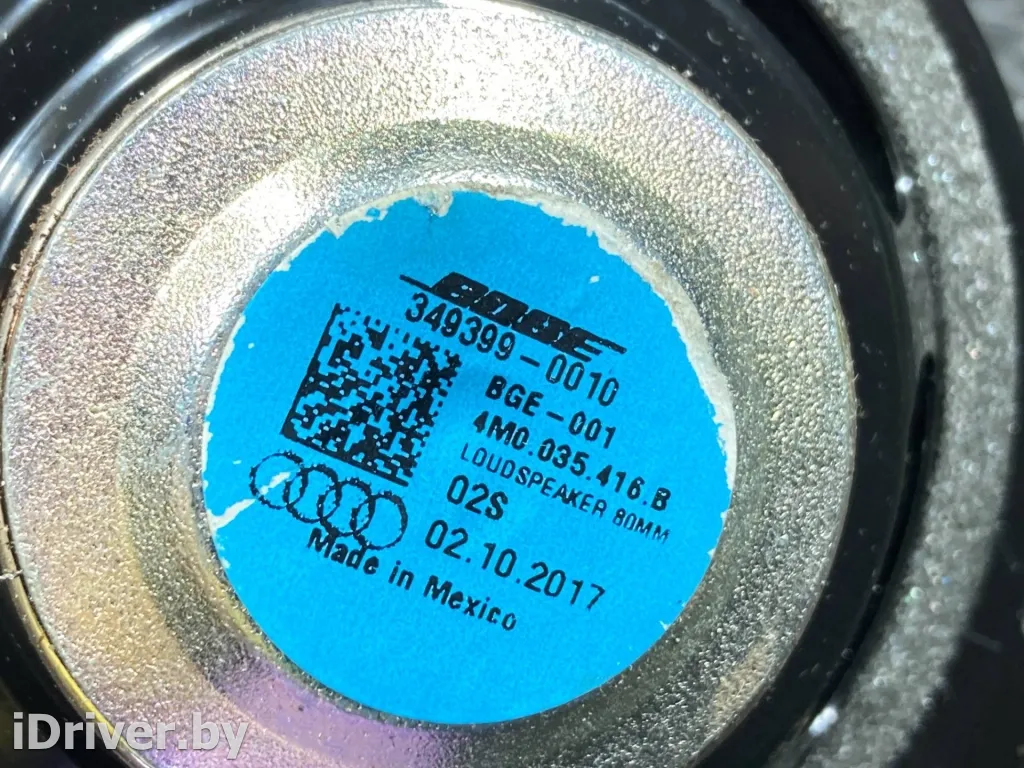 BOSE
349399-0010
BGE-001
4M0.035.416.B
LOUDSPEAKER 80MM
02S
02.10.2017
Made in Mexico
iDriver.by